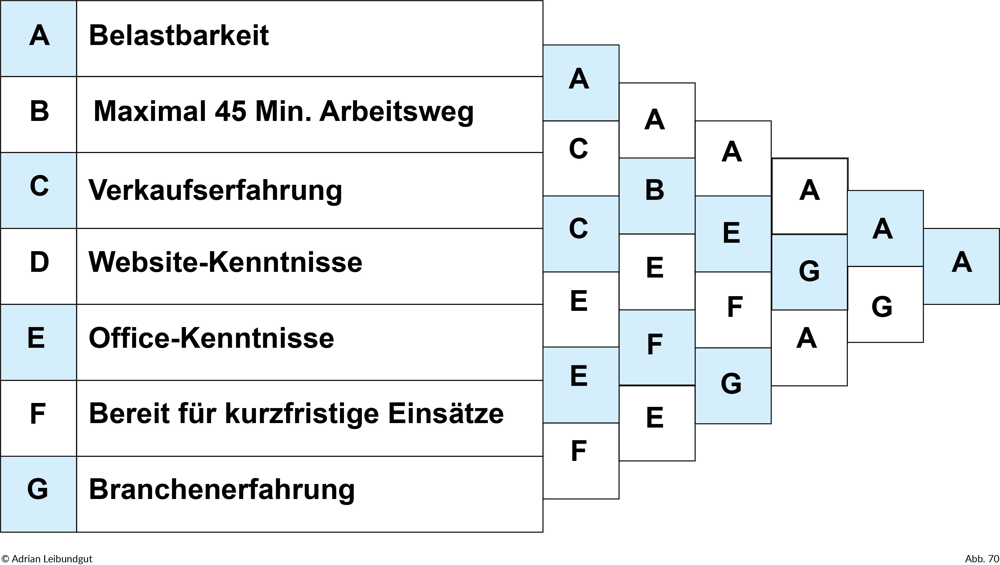 A Belastbarkeit
B Maximal 45 Min. Arbeitsweg
C Verkaufserfahrung
D Website-Kenntnisse
E Office-Kenntnisse
F Bereit für kurzfristige Einsätze
G Branchenerfahrung
A
C
C
E
E
F
A
B
E
F
E
A
E
F
G
A
G
A
A
G
A
© Adrian Leibundgut
Abb. 70